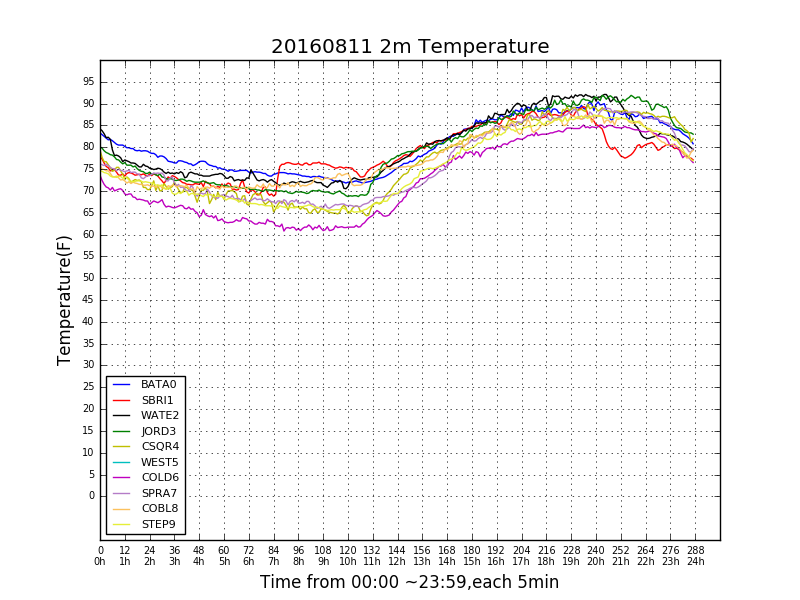 20160811 2m Temperature
95
90
85
80
75
70
65
60
55
50
45
40
35
30
25
20
15
10
5
0
Temperature(F)
BATA0
SBRI1
WATE2
JORD3
CSQR4
WEST5
COLD6
SPRA7
COBL8
STEP9
0 12 24 36 48 60 72 84 96 108 120 132 144 156 168 180 192 204 216 228 240 252 264 276 288
0h 1h 2h 3h 4h 5h 6h 7h 8h 9h 10h 11h 12h 13h 14h 15h 16h 17h 18h 19h 20h 21h 22h 23h 24h
Time from 00:00 ~23:59,each 5min